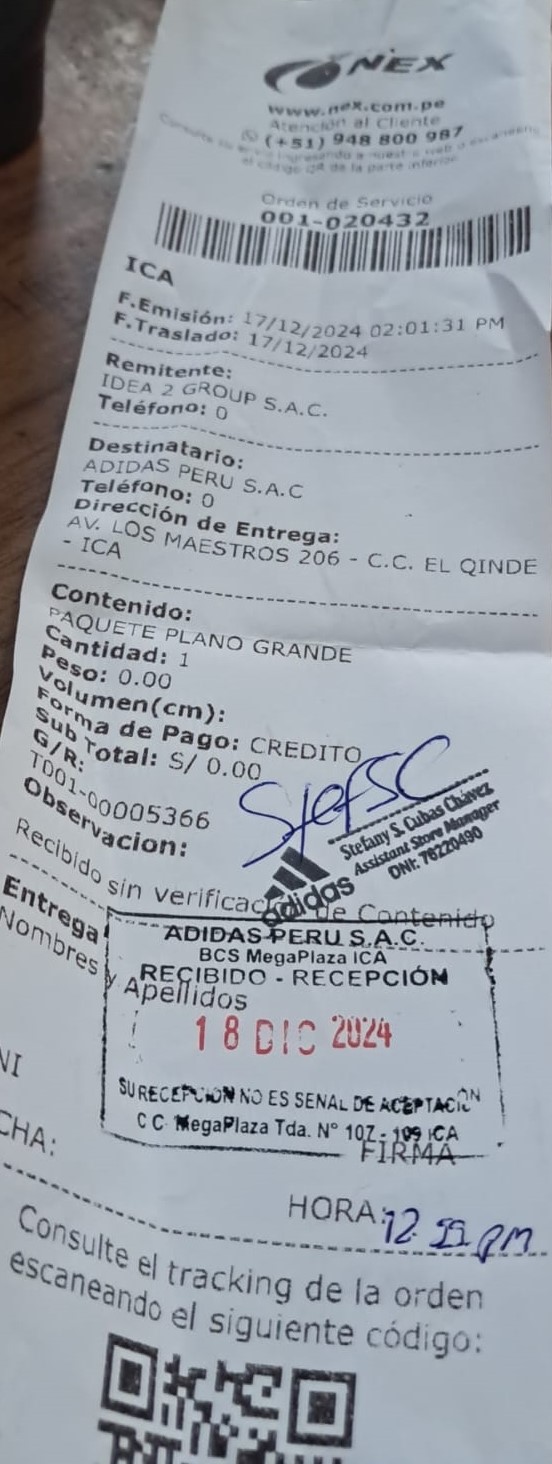 NEX
www.nex.com.pe
Atención al Cliente
(+51) 948 800 987
Orden de Servicio
001-020432
ICA
F.Emisión: 17/12/2024 02:01:31 PM
F.Traslado: 17/12/2024
Remitente:
IDEA 2 GROUP S.A.C.
Teléfono: 0
Destinatario:
ADIDAS PERU S.A.C
Teléfono: 0
Dirección de Entrega:
AV. LOS MAESTROS 206 - C.C. EL QINDE
- ICA
Contenido:
PAQUETE PLANO GRANDE
Cantidad: 1
Peso: 0.00
Volumen(cm):
Forma de Pago: CREDITO
Sub Total: S/ 0.00
G/R:
T001-00005366
Observacion:
StefSC
Stefany S. Cubas Chávez
Assistant Store Manager
DNI: 76220490
adidas
Recibido sin verificac de Contenido
Entrega
Nombres y Apellidos
ADIDAS PERU S.A.C.
BCS MegaPlaza ICA
RECIBIDO - RECEPCIÓN
18 DIC 2024
SU RECEPCION NO ES SENAL DE ACEPTACIÓN
C C MegaPlaza Tda. N° 107 - 109 ICA
NI
FIRMA
CHA:
HORA: 12 PM
Consulte el tracking de la orden
escaneando el siguiente código: